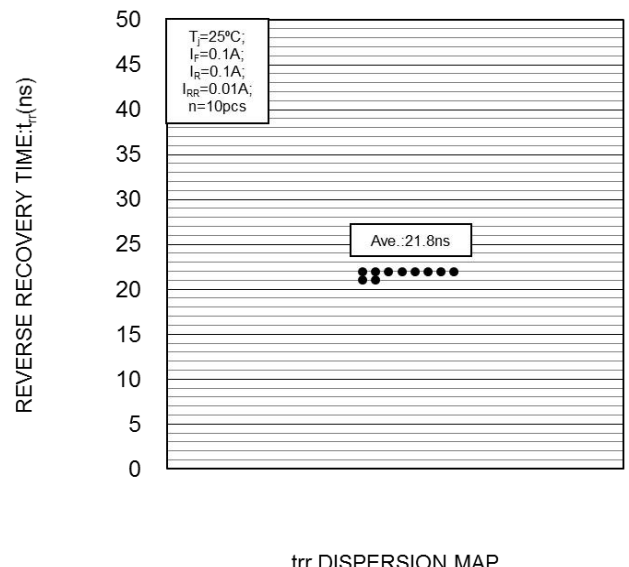 50
45
40
35
30
25
20
15
10
5
0
REVERSE RECOVERY TIME:trr(ns)
Tj=25ºC;
IF=0.1A;
IR=0.1A;
IRR=0.01A;
n=10pcs
Ave.:21.8ns
trr DISPERSION MAP